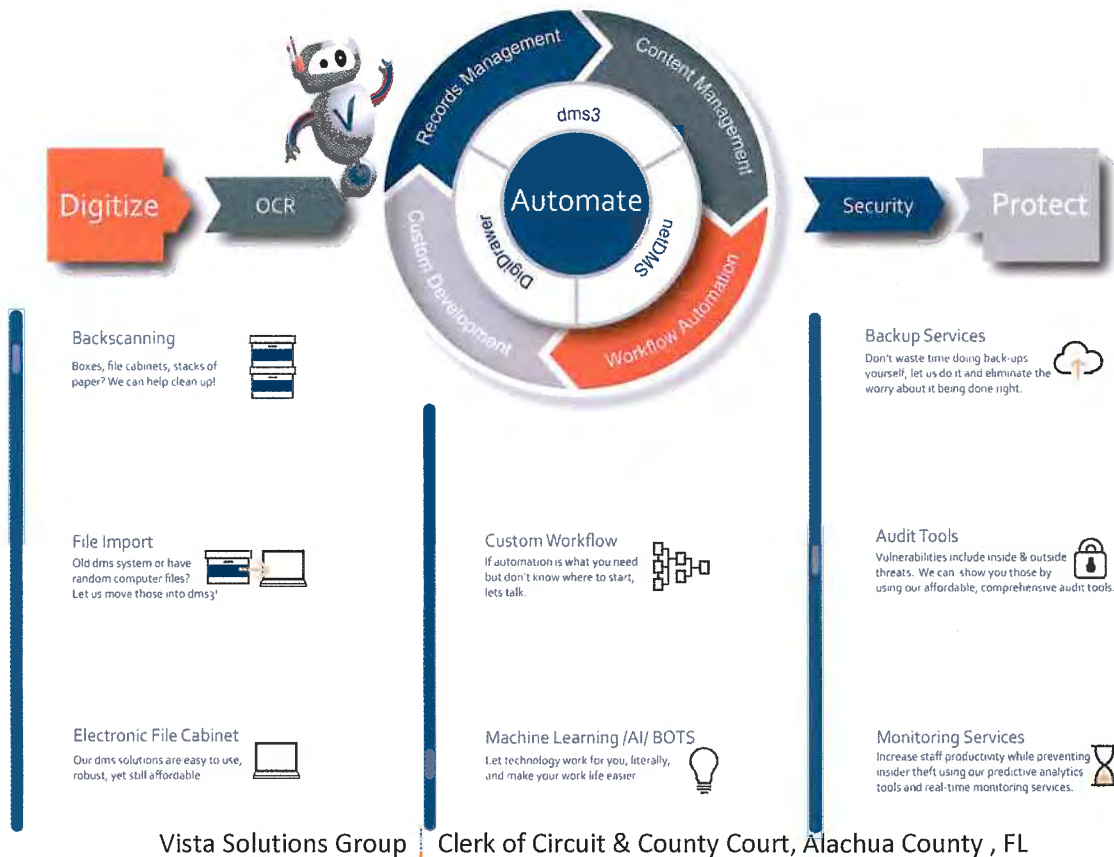 Digitize
OCR
Records Management
Content Management
Workflow Automation
Custom Development
dms3
netDMS
DigiDrawer
Automate
Security
Protect
Backscanning
Boxes, file cabinets, stacks of
paper? We can help clean up!
File Import
Old dms system or have
random computer files?
Let us move those into dms3!
Electronic File Cabinet
Our dms solutions are easy to use,
robust, yet still affordable
Custom Workflow
If automation is what you need
but don't know where to start,
lets talk.
Machine Learning /AI/ BOTS
Let technology work for you, literally,
and make your work life easier
Backup Services
Don't waste time doing back-ups
yourself, let us do it and eliminate the
worry about it being done right.
Audit Tools
Vulnerabilities include inside & outside
threats. We can show you those by
using our affordable, comprehensive audit tools.
Monitoring Services
Increase staff productivity while preventing
insider theft using our predictive analytics
tools and real-time monitoring services.
Vista Solutions Group Clerk of Circuit & County Court, Alachua County , FL